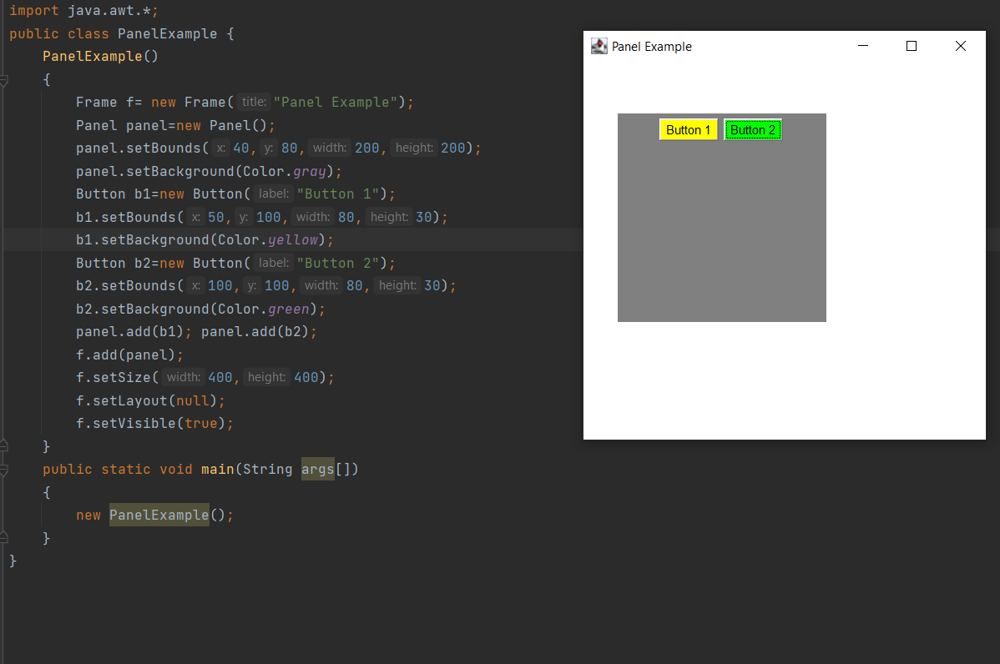 import java.awt.*;
public class PanelExample {
PanelExample()
{
Frame f= new Frame( title: "Panel Example");
Panel panel=new Panel();
panel.setBounds( x: 40, y: 80, width: 200, height: 200);
panel.setBackground(Color.gray);
Button b1=new Button( label: "Button 1");
b1.setBounds( x: 50, y: 100, width: 80, height: 30);
b1.setBackground(Color.yellow);
Button b2=new Button( label: "Button 2");
b2.setBounds( x: 100, y: 100, width: 80, height: 30);
b2.setBackground(Color.green);
panel.add(b1); panel.add(b2);
f.add(panel);
f.setSize( width: 400, height: 400);
f.setLayout(null);
f.setVisible(true);
}
public static void main(String args[])
{
new PanelExample();
}
}
Panel Example
Button 1 Button 2